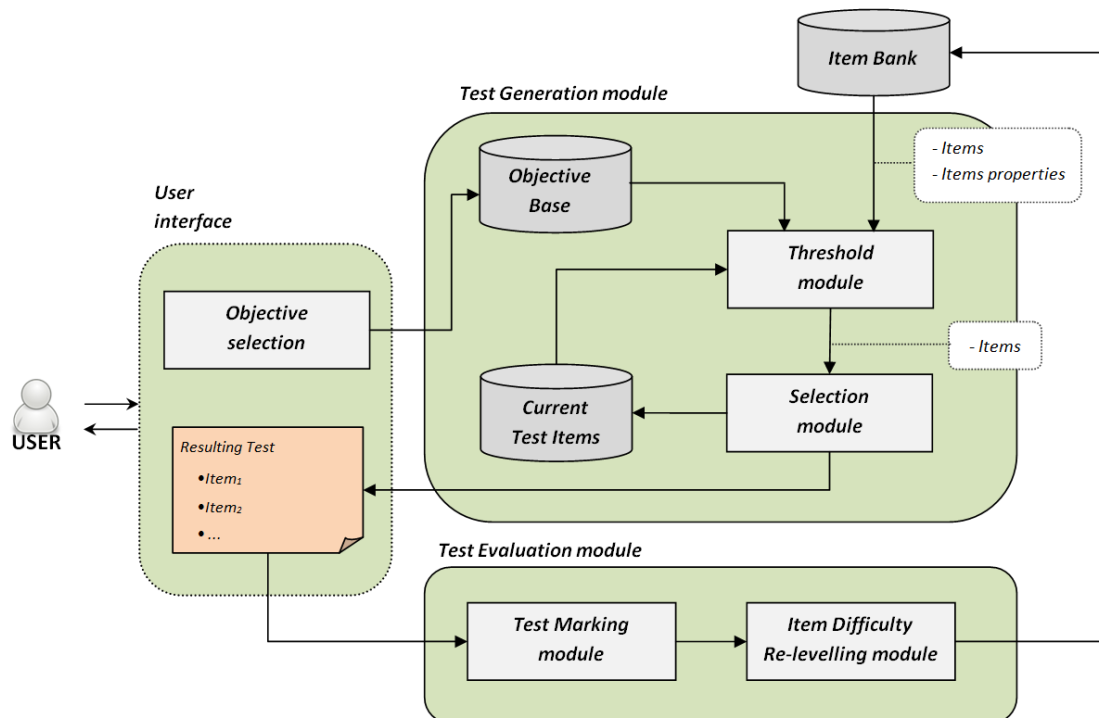 Item Bank
Test Generation module
- Items
- Items properties
Objective
Base
User
interface
Threshold
module
Objective
selection
- Items
Current
Test Items
Selection
module
USER
Resulting Test
•Item₁
•Item₂
•...
Test Evaluation module
Test Marking
module
Item Difficulty
Re-levelling module